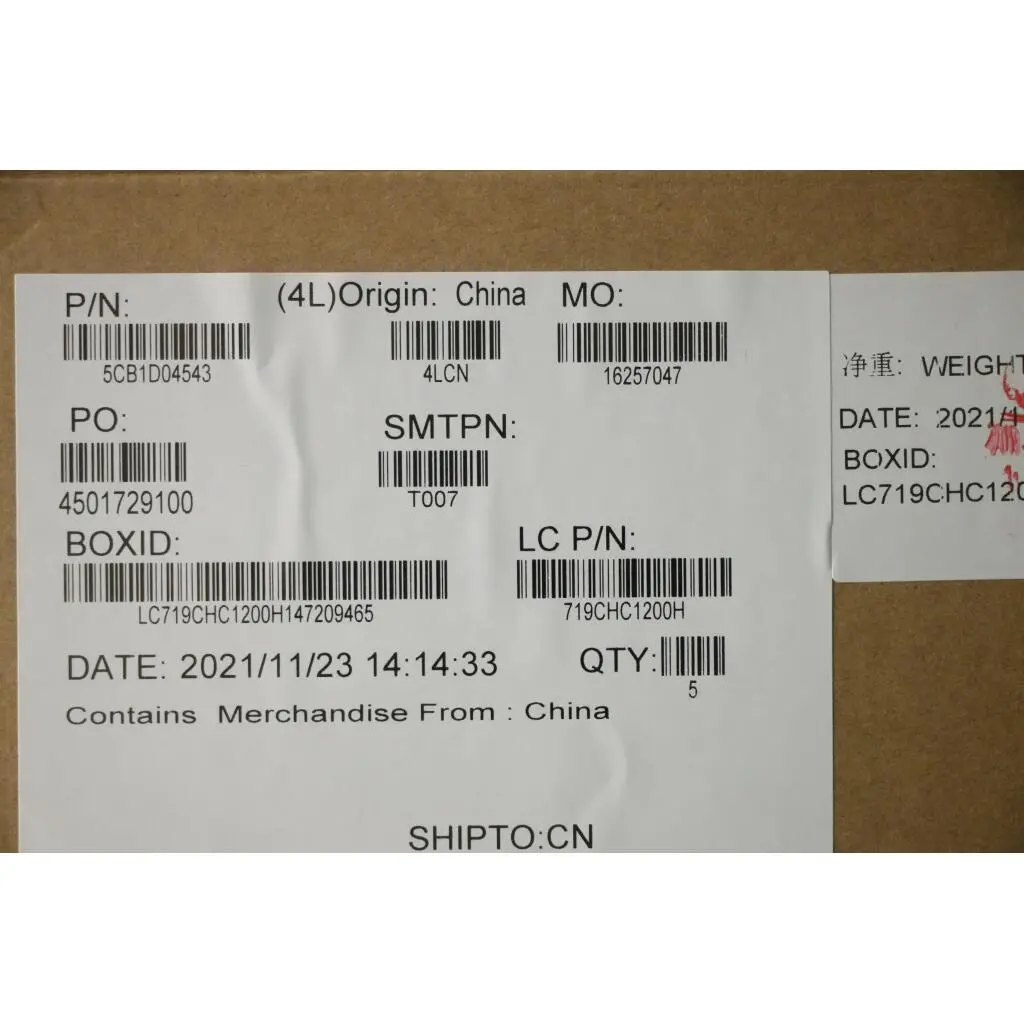 P/N: (4L)Origin: China MO:
5CB1D04543 4LCN 16257047
PO: SMTPN:
4501729100 T007
BOXID: LC P/N:
LC719CHC1200H147209465 719CHC1200H
DATE: 2021/11/23 14:14:33 QTY:
5
Contains Merchandise From : China
SHIPTO:CN
净重: WEIGHT
DATE: 2021/1
BOXID:
LC719CHC120